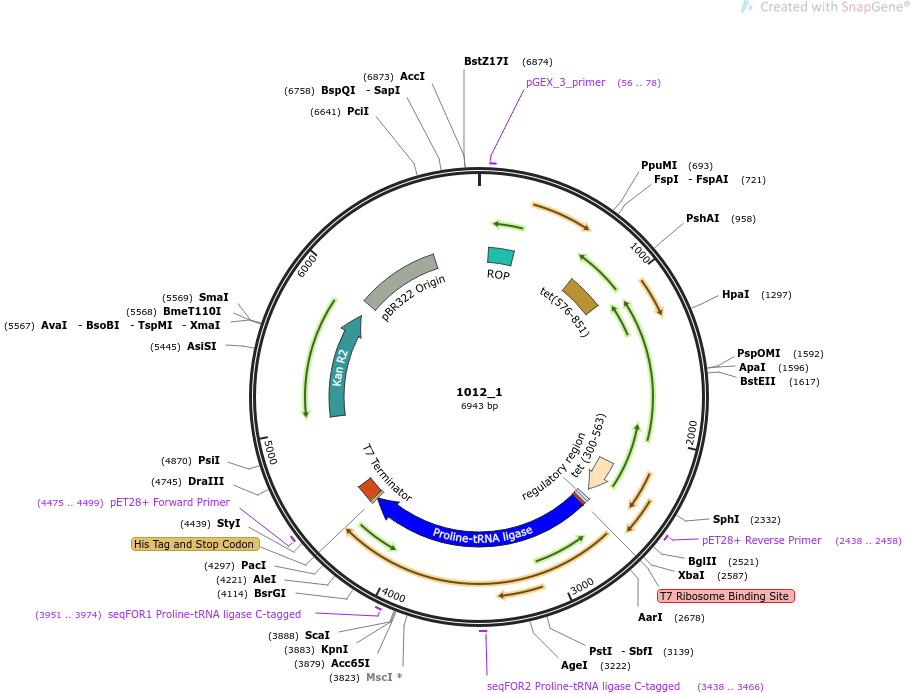 Created with SnapGene®
BstZ17I (6874)
(6873) AccI
pGEX_3_primer (56 .. 78)
(6758) BspQI - SapI
(6641) PciI
PpuMI (693)
FspI - FspAI (721)
PshAI (958)
1000
6000
ROP
pBR322 Origin
tet(576-851)
HpaI (1297)
(5569) SmaI
(5568) BmeT110I
(5567) AvaI - BsoBI - TspMI - XmaI
(5445) AsiSI
PspOMI (1592)
ApaI (1596)
BstEII (1617)
Kan R2
1012_1
6943 bp
2000
5000
T7 Terminator
regulatory region
tet (300-563)
(4870) PsiI
(4745) DraIII
(4475 .. 4499) pET28+ Forward Primer
(4439) StyI
His Tag and Stop Codon
Proline-tRNA ligase
SphI (2332)
pET28+ Reverse Primer (2438 .. 2458)
BglII (2521)
XbaI (2587)
T7 Ribosome Binding Site
AarI (2678)
(4297) PacI
(4221) AleI
(4114) BsrGI
4000
3000
(3951 .. 3974) seqFOR1 Proline-tRNA ligase C-tagged
(3888) ScaI
(3883) KpnI
(3879) Acc65I
(3823) MscI *
PstI - SbfI (3139)
AgeI (3222)
seqFOR2 Proline-tRNA ligase C-tagged (3438 .. 3466)